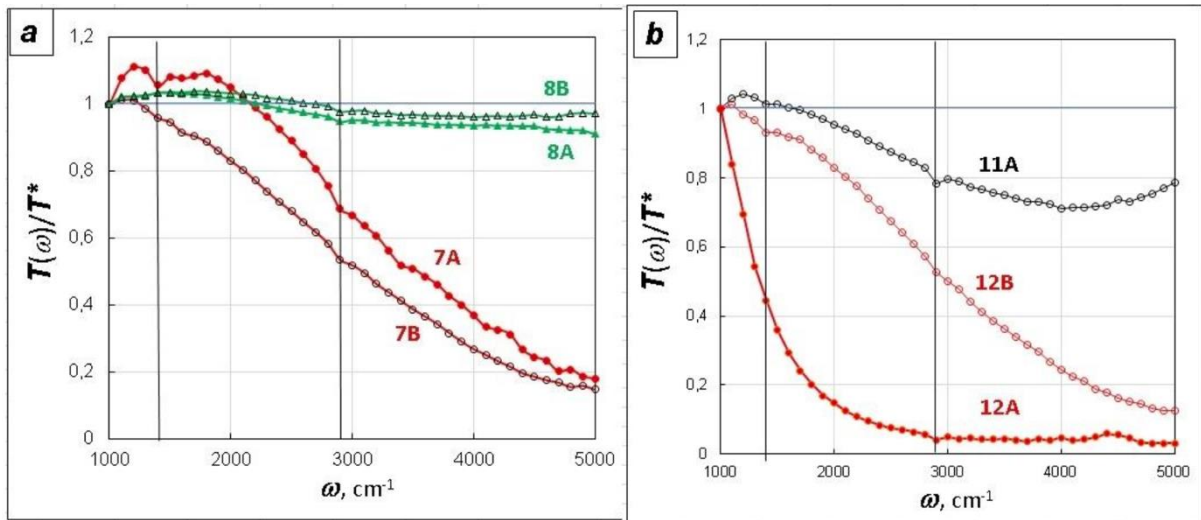 a
1,2
1
0,8
0,6
0,4
0,2
0
T(ω)/T*
8B
8A
7A
7B
1000 2000 3000 4000 5000
ω, cm-1
b
1,2
1
0,8
0,6
0,4
0,2
0
T(ω)/T*
11A
12B
12A
1000 2000 3000 4000 5000
ω, cm-1